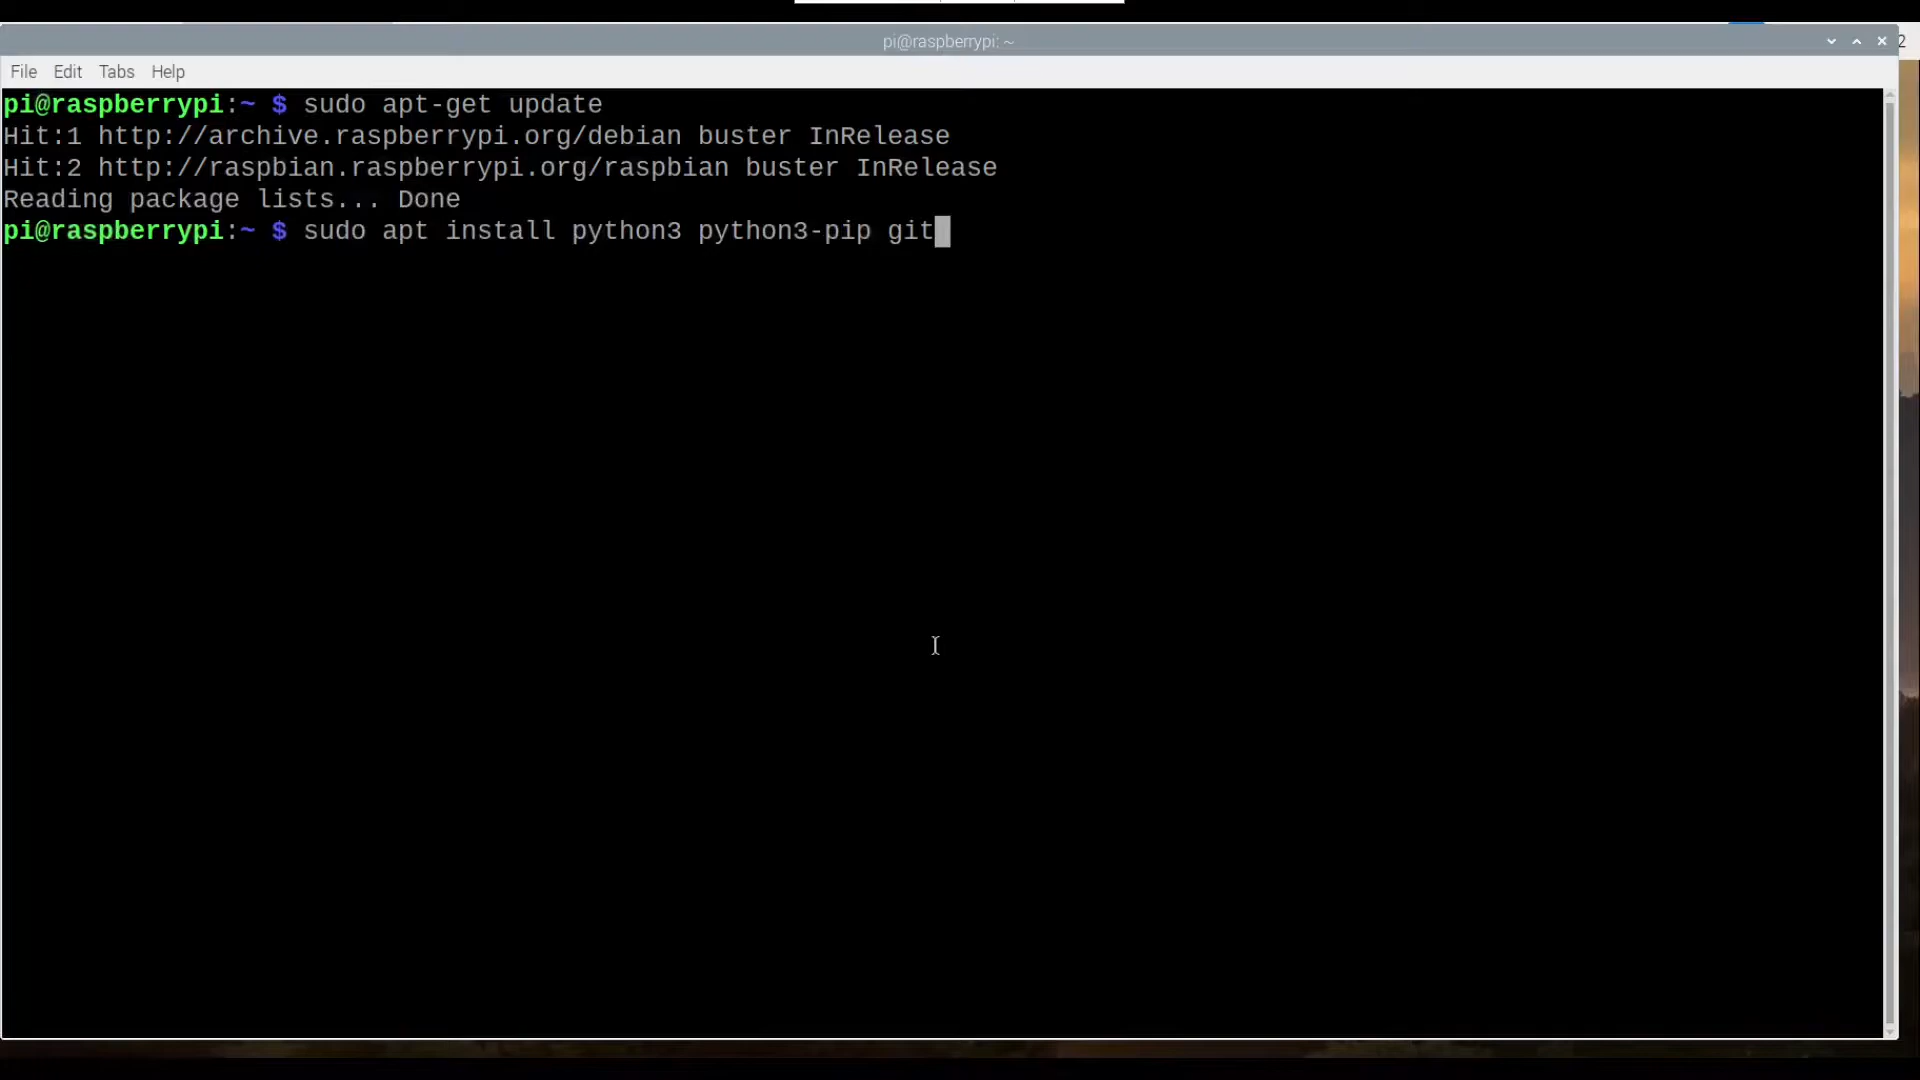 pi@raspberrypi: ~
2
File Edit Tabs Help
pi@raspberrypi:~ $ sudo apt-get update
Hit:1 http://archive.raspberrypi.org/debian buster InRelease
Hit:2 http://raspbian.raspberrypi.org/raspbian buster InRelease
Reading package lists... Done
pi@raspberrypi:~ $ sudo apt install python3 python3-pip git